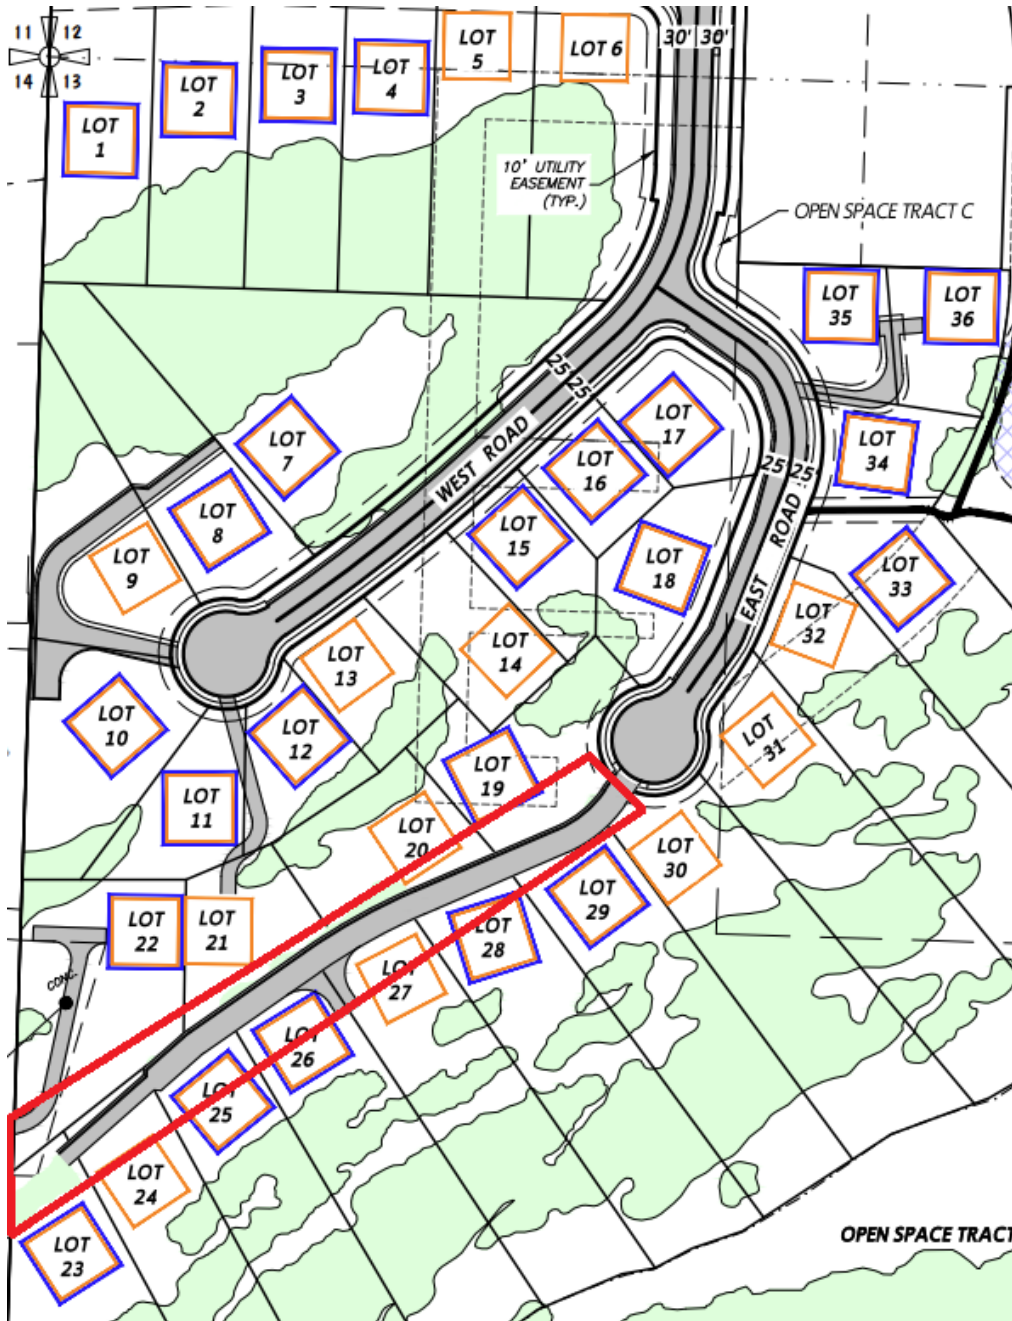 11 12
14 13
LOT
1
LOT
2
LOT
3
LOT
4
LOT
5
LOT 6
30' 30'
10' UTILITY
EASEMENT
(TYP.)
OPEN SPACE TRACT C
LOT
35
LOT
36
25 25
WEST ROAD
LOT
7
LOT
8
LOT
9
LOT
17
LOT
16
LOT
15
LOT
18
25 25
EAST ROAD
LOT
34
LOT
33
LOT
32
LOT
31
LOT
14
LOT
13
LOT
12
LOT
10
LOT
11
LOT
19
LOT
20
LOT
30
LOT
29
LOT
28
LOT
27
LOT
22
LOT
21
CONC.
LOT
26
LOT
25
LOT
24
LOT
23
OPEN SPACE TRACT